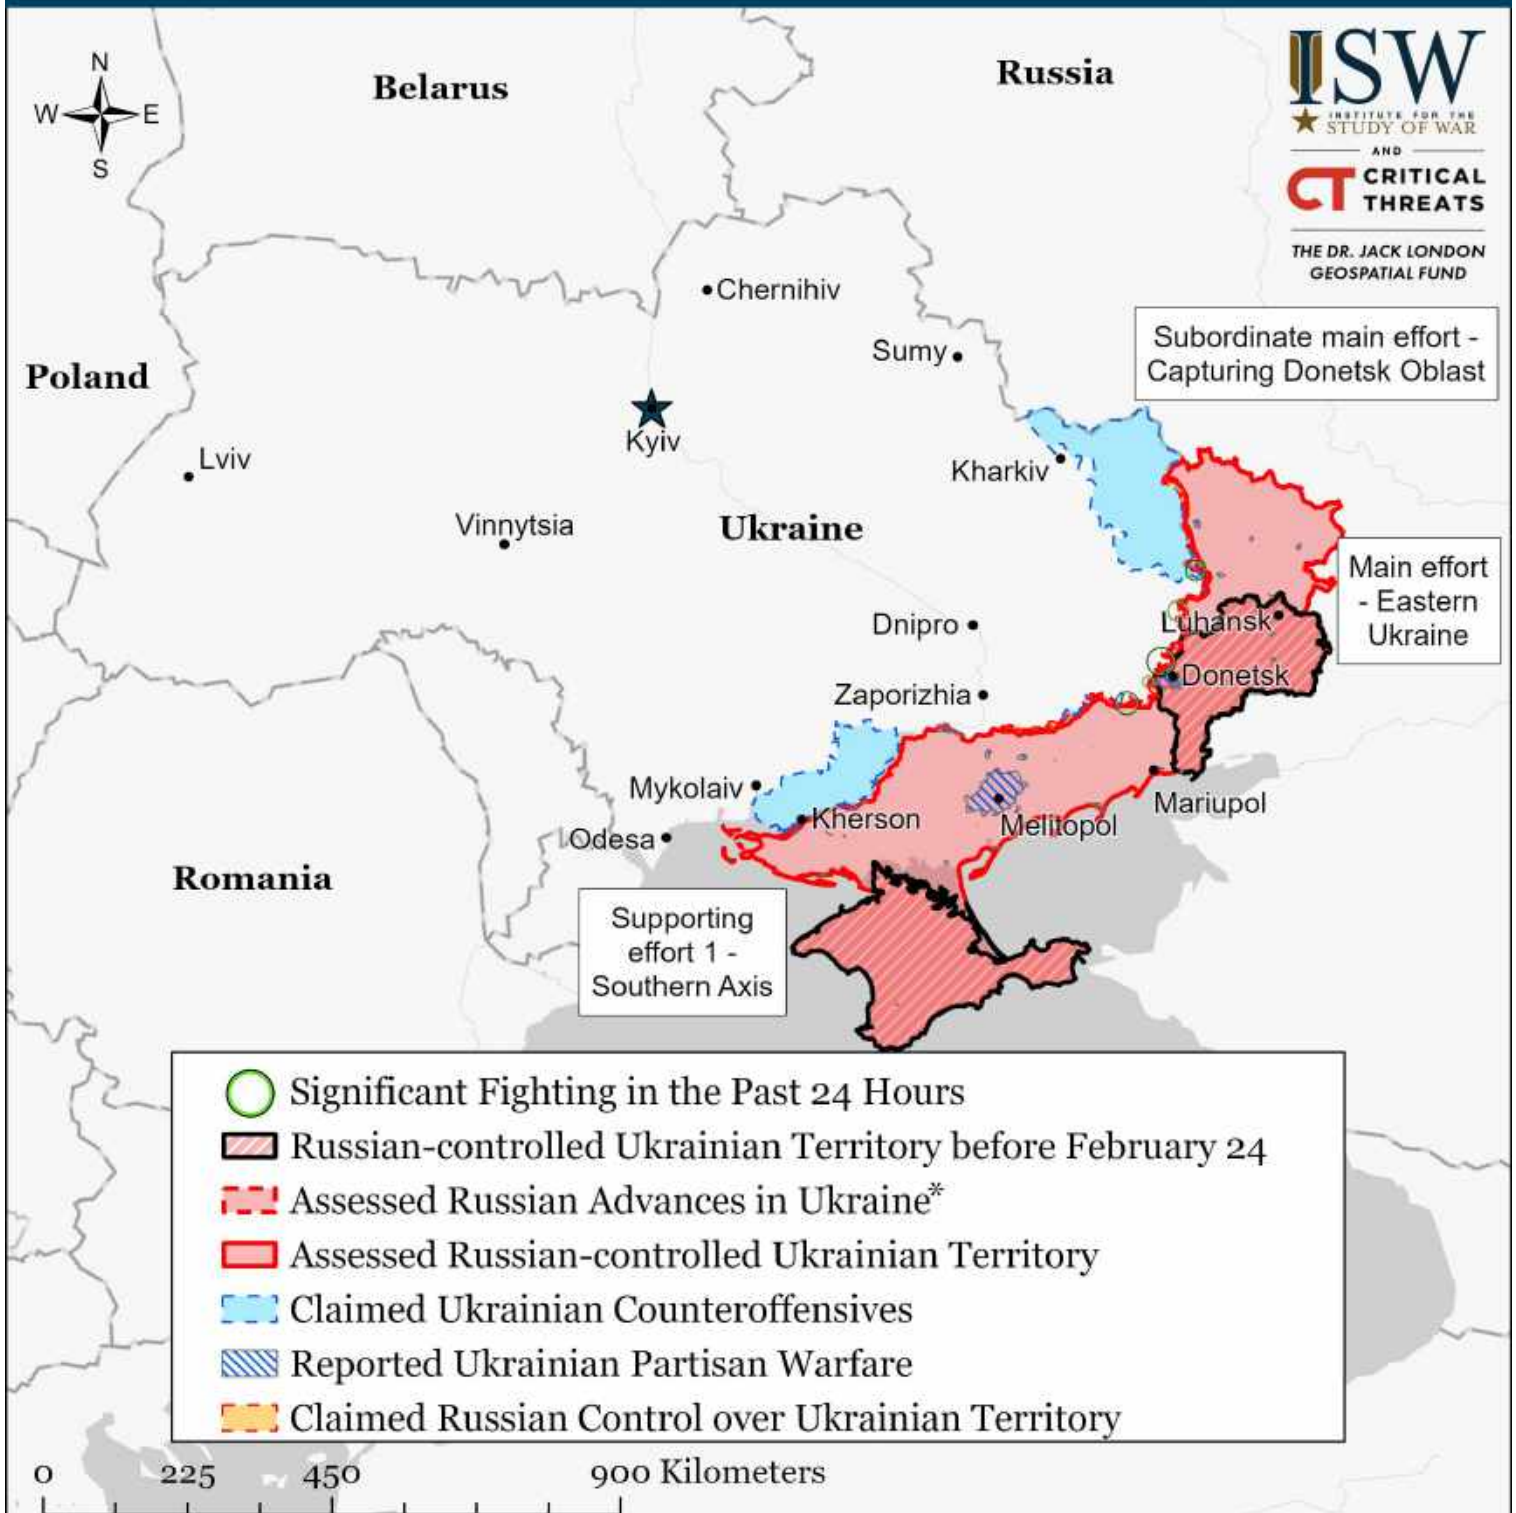 N
W E
S
Belarus
Russia
ISW
INSTITUTE FOR THE
STUDY OF WAR
AND
CT CRITICAL
THREATS
THE DR. JACK LONDON
GEOSPATIAL FUND
Chernihiv
Subordinate main effort -
Capturing Donetsk Oblast
Sumy
Poland
Kyiv
Lviv
Kharkiv
Vinnytsia
Ukraine
Main effort
- Eastern
Ukraine
Dnipro
Luhansk
Donetsk
Zaporizhia
Mykolaiv
Mariupol
Kherson
Melitopol
Odesa
Romania
Supporting
effort 1 -
Southern Axis
Significant Fighting in the Past 24 Hours
Russian-controlled Ukrainian Territory before February 24
Assessed Russian Advances in Ukraine*
Assessed Russian-controlled Ukrainian Territory
Claimed Ukrainian Counteroffensives
Reported Ukrainian Partisan Warfare
Claimed Russian Control over Ukrainian Territory
0 225 450 900 Kilometers